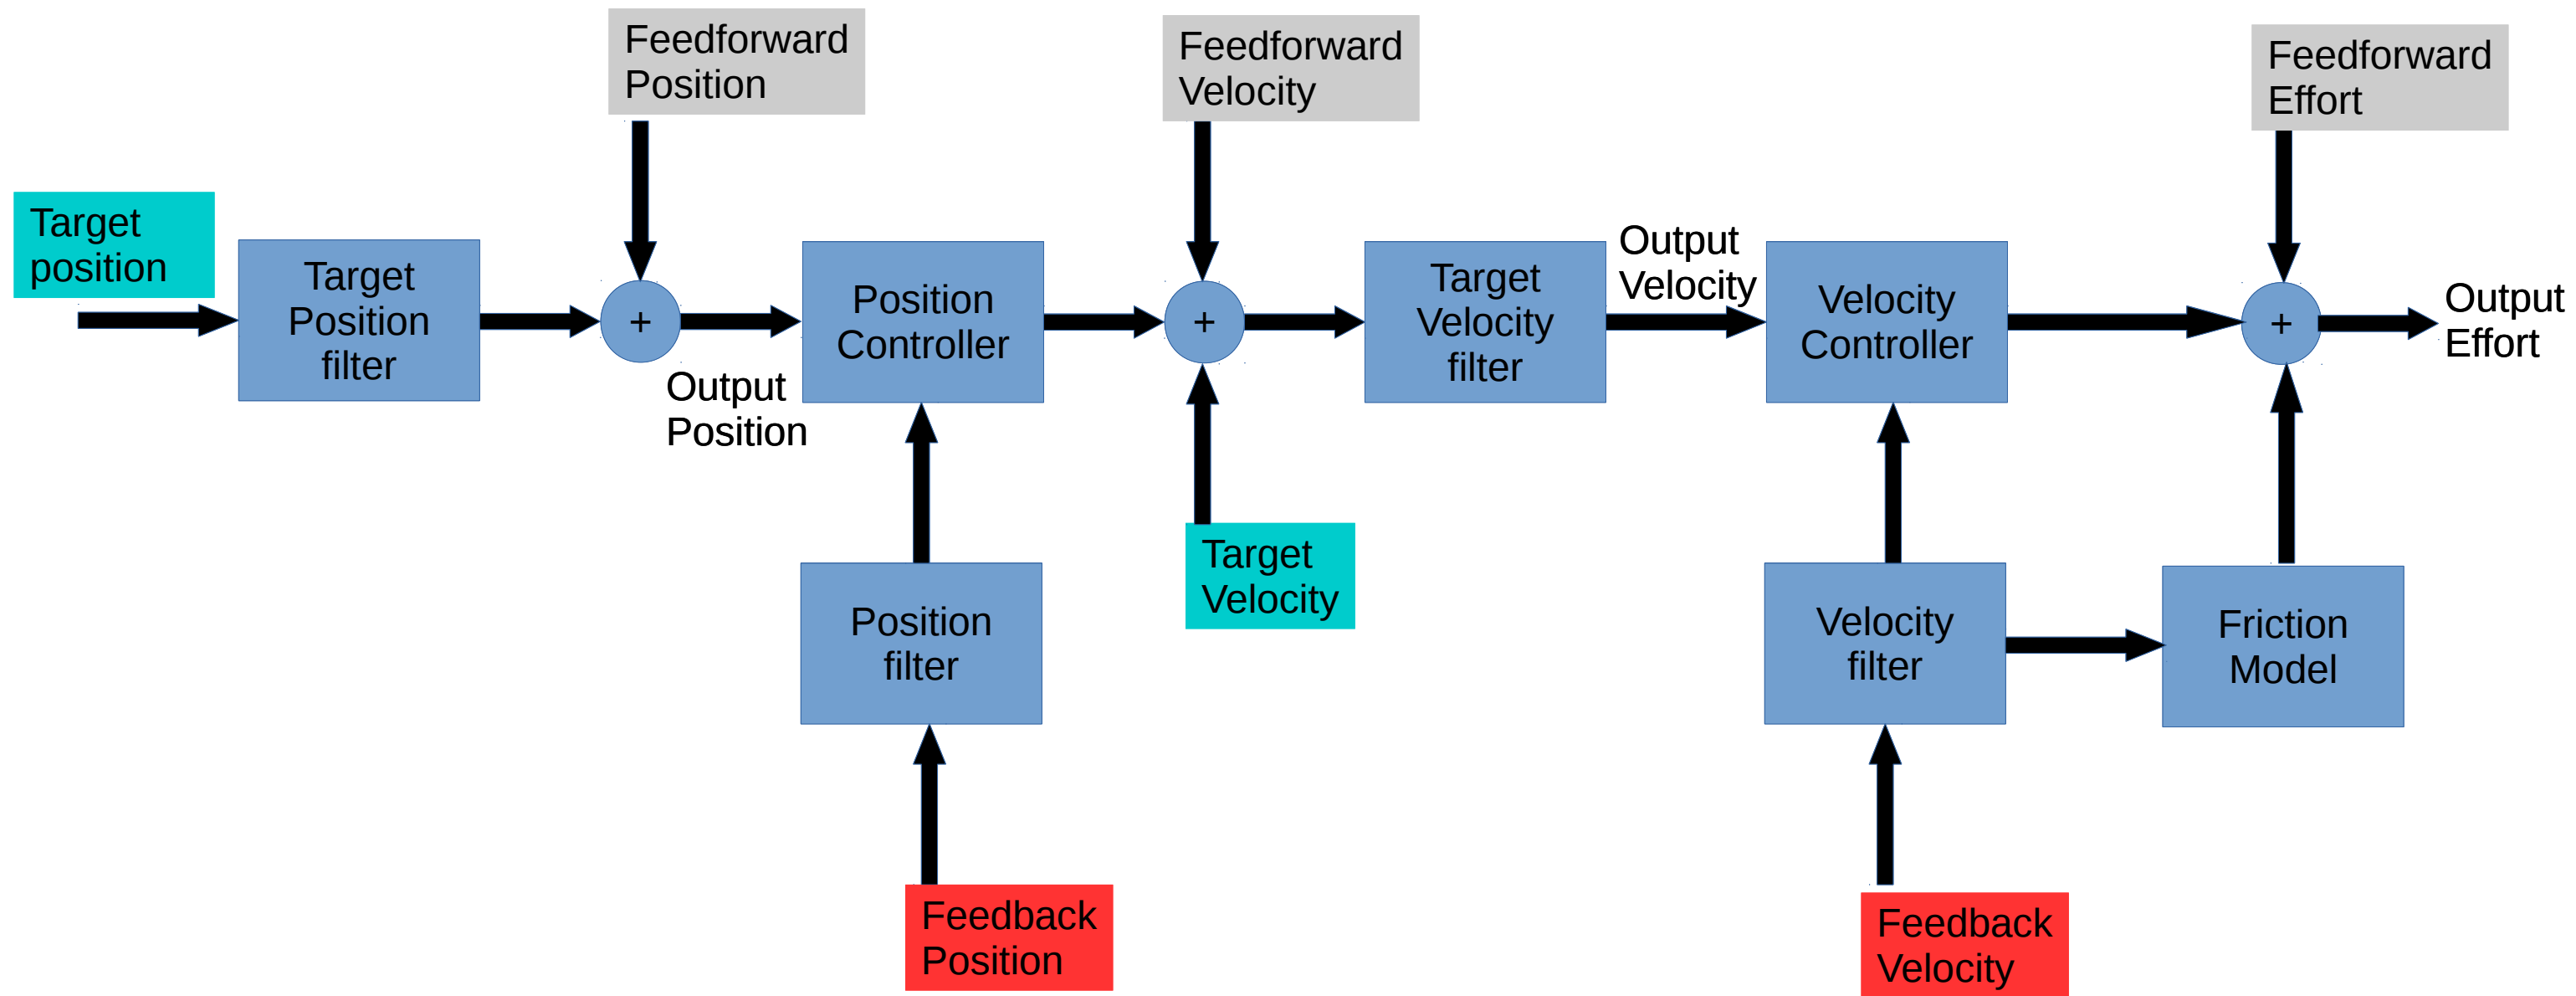 Feedforward
Position
Feedforward
Velocity
Feedforward
Effort
Target
position
Target
Position
filter
+
Output
Position
Position
Controller
+
Target
Velocity
filter
Output
Velocity
Velocity
Controller
+
Output
Effort
Target
Velocity
Position
filter
Velocity
filter
Friction
Model
Feedback
Position
Feedback
Velocity